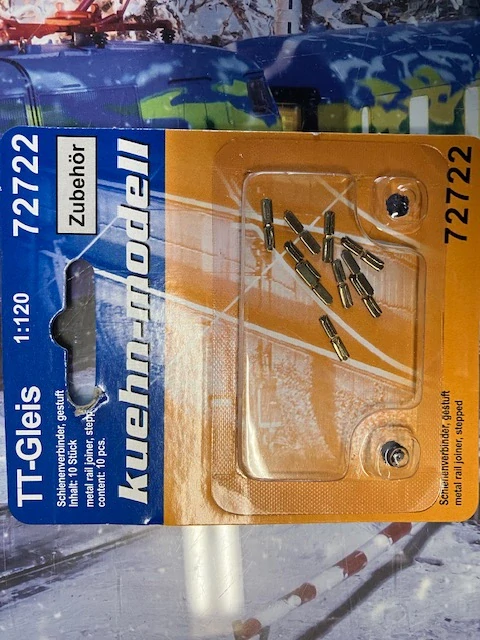 TT-Gleis 1:120 72722
Zubehör
Schienenverbinder, gestuft
Inhalt: 10 Stück
metal rail joiner, stepped
content: 10 pcs.
kuehn-modell
Schienenverbinder, gestuft
metal rail joiner, stepped
72722